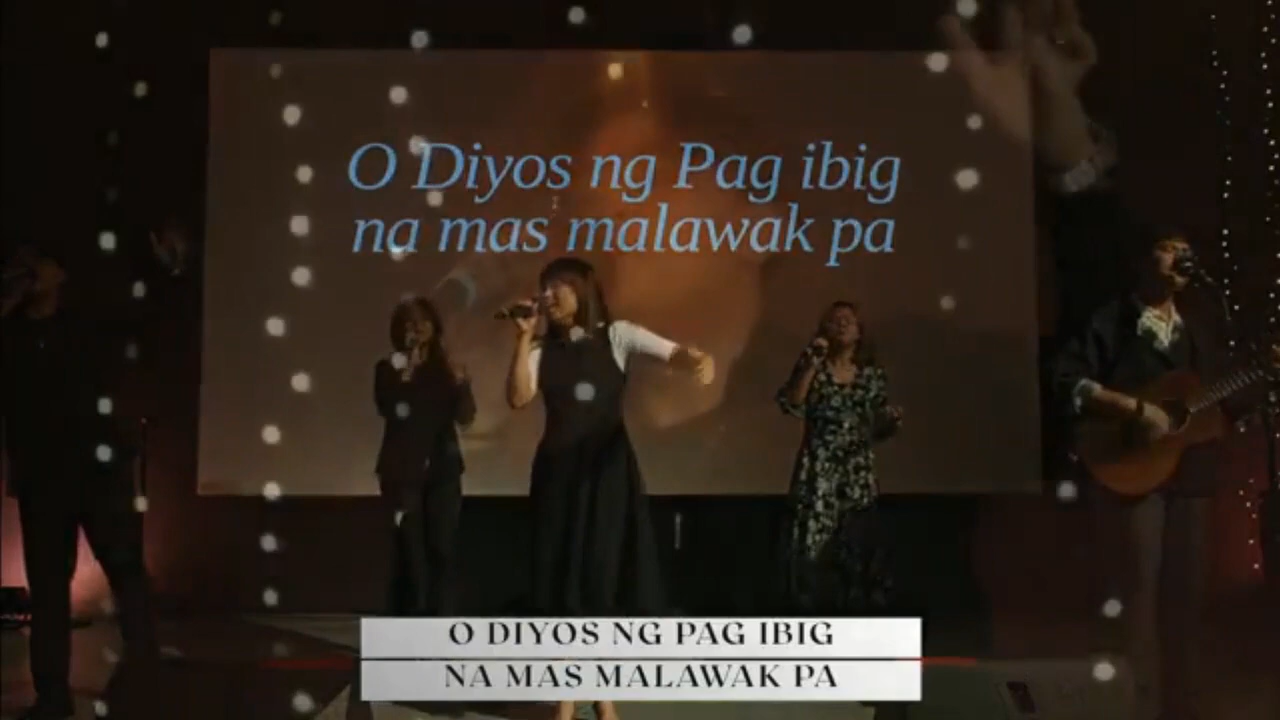 O Diyos ng Pag ibig
na mas malawak pa
O DIYOS NG PAG IBIG
NA MAS MALAWAK PA